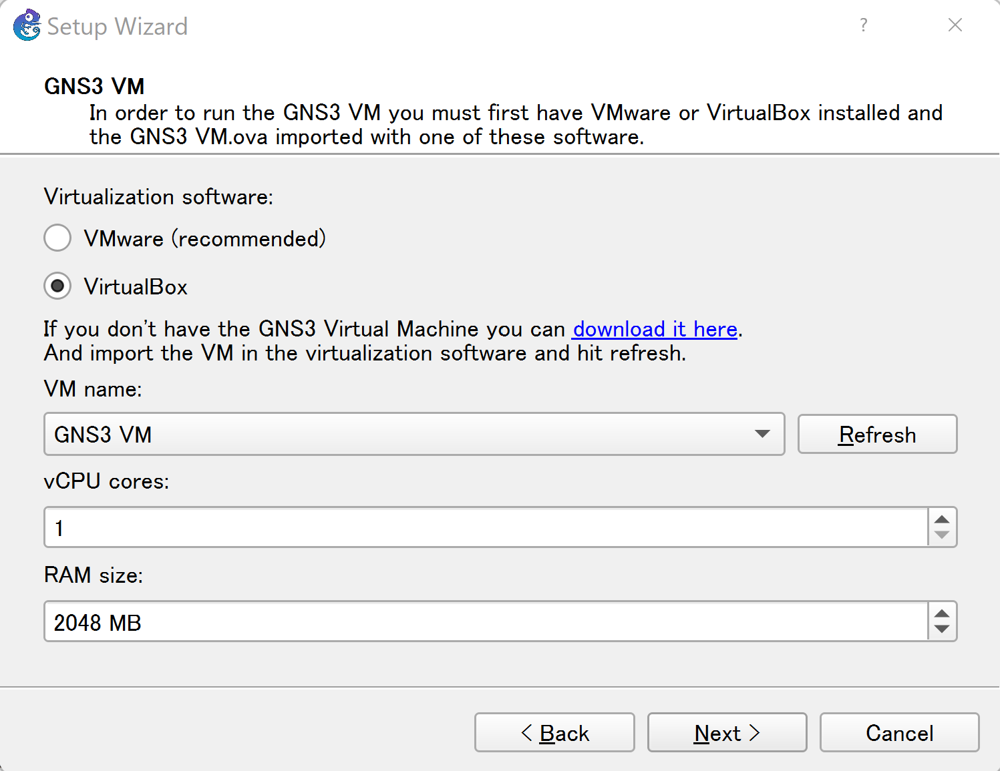 Setup Wizard
?
GNS3 VM
In order to run the GNS3 VM you must first have VMware or VirtualBox installed and
the GNS3 VM.ova imported with one of these software.
Virtualization software:
VMware (recommended)
VirtualBox
If you don't have the GNS3 Virtual Machine you can download it here.
And import the VM in the virtualization software and hit refresh.
VM name:
GNS3 VM
Refresh
vCPU cores:
1
RAM size:
2048 MB
< Back
Next >
Cancel